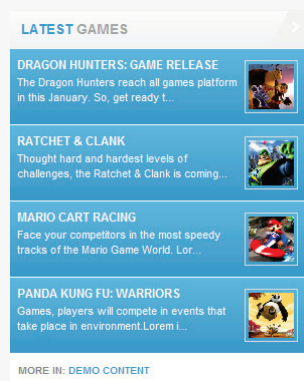 LATEST GAMES
DRAGON HUNTERS: GAME RELEASE
The Dragon Hunters reach all games platform
in this January. So, get ready t...
RATCHET & CLANK
Thought hard and hardest levels of
challenges, the Ratchet & Clank is coming...
MARIO CART RACING
Face your competitors in the most speedy
tracks of the Mario Game World. Lor...
PANDA KUNG FU: WARRIORS
Games, players will compete in events that
take place in environment.Lorem i...
MORE IN: DEMO CONTENT